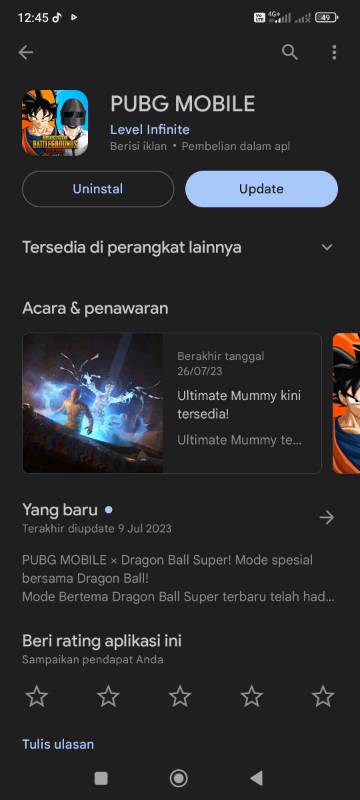 12:45
Vo LTE
4G+
49
PUBG MOBILE
Level Infinite
Berisi iklan • Pembelian dalam apl
Uninstal
Update
Tersedia di perangkat lainnya
Acara & penawaran
Berakhir tanggal
26/07/23
Ultimate Mummy kini
tersedia!
Ultimate Mummy te...
Yang baru
Terakhir diupdate 9 Jul 2023
PUBG MOBILE × Dragon Ball Super! Mode spesial
bersama Dragon Ball!
Mode Bertema Dragon Ball Super terbaru telah had...
Beri rating aplikasi ini
Sampaikan pendapat Anda
Tulis ulasan